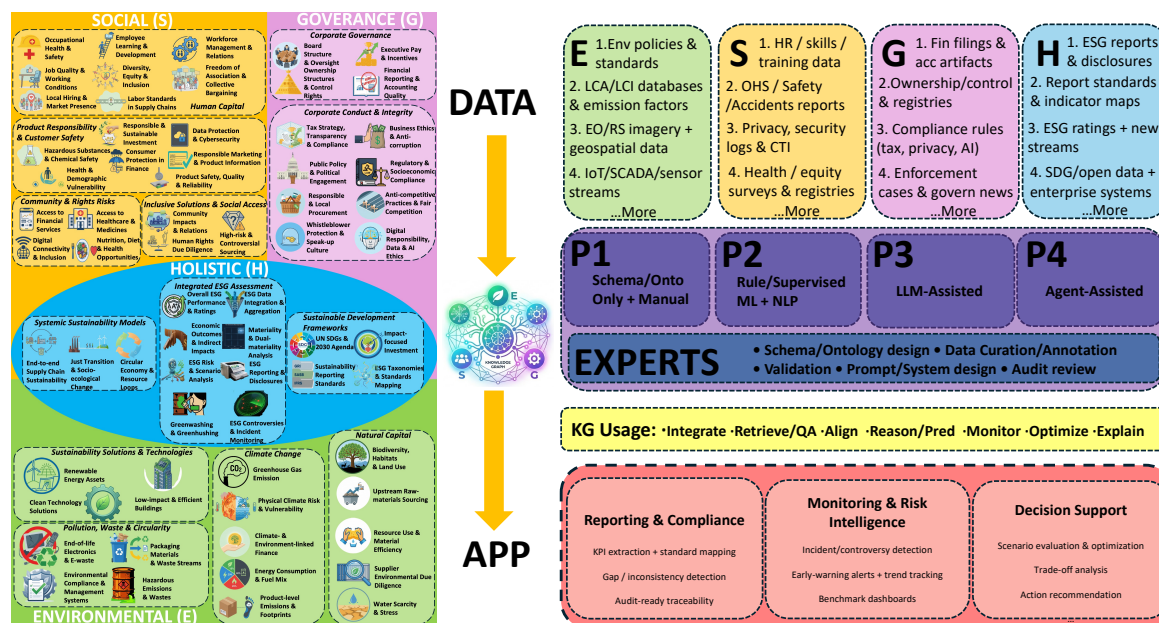 SOCIAL (S)
Occupational
Health &
Safety
Employee
Learning &
Development
Workforce
Management &
Relations
Job Quality &
Working
Conditions
Diversity,
Equity &
Inclusion
Freedom of
Association &
Collective
Bargaining
Local Hiring &
Market Presence
Labor Standards
in Supply Chains
Human Capital
Product Responsibility
& Customer Safety
Responsible &
Sustainable
Investment
Data Protection
& Cybersecurity
Hazardous Substances
& Chemical Safety
Consumer
Protection in
Finance
Responsible Marketing
& Product Information
Health &
Demographic
Vulnerability
Product Safety, Quality
& Reliability
Community & Rights Risks
Access to
Financial
Services
Access to
Healthcare &
Medicines
Digital
Connectivity
& Inclusion
Nutrition, Diet
& Health
Opportunities
Inclusive Solutions & Social Access
Community
Impacts
& Relations
Human Rights
Due Diligence
High-risk &
Controversial
Sourcing
GOVERNANCE (G)
Corporate Governance
Board
Structure
& Oversight
Executive Pay
& Incentives
Ownership
Structures
& Control
Rights
Financial
Reporting &
Accounting
Quality
Corporate Conduct & Integrity
Tax Strategy,
Transparency
& Compliance
Business Ethics
& Anti-
corruption
Public Policy
& Political
Engagement
Regulatory &
Socioeconomic
Compliance
Responsible
& Local
Procurement
Anti-competitive
Practices & Fair
Competition
Whistleblower
Protection &
Speak-up
Culture
Digital
Responsibility,
Data & AI
Ethics
HOLISTIC (H)
Integrated ESG Assessment
Overall ESG
Performance
& Ratings
ESG Data
Integration &
Aggregation
Economic
Outcomes
& Indirect
Impacts
Materiality
& Dual-
materiality
Analysis
ESG Risk
& Scenario
Analysis
ESG
Reporting &
Disclosures
Greenwashing
& Greenhushing
ESG Controversies
& Incident
Monitoring
Systemic Sustainability Models
End-to-end
Supply Chain
Sustainability
Just Transition
& Socio-
ecological
Change
Circular
Economy &
Resource
Loops
Sustainable Development
Frameworks
UN SDGs &
2030 Agenda
Impact-
focused
Investment
Sustainability
Reporting
Standards
ESG Taxonomies
& Standards
Mapping
Sustainability Solutions & Technologies
Renewable
Energy Assets
Clean Technology
Solutions
Low-impact & Efficient
Buildings
Pollution, Waste & Circularity
End-of-life
Electronics
& E-waste
Packaging
Materials
& Waste Streams
Environmental
Compliance &
Management
Systems
Hazardous
Emissions
& Wastes
Climate Change
CO₂
Greenhouse Gas
Emission
Physical Climate Risk
& Vulnerability
Climate- &
Environment-linked
Finance
Energy Consumption
& Fuel Mix
Product-level
Emissions &
Footprints
Natural Capital
Biodiversity,
Habitats
& Land Use
Upstream Raw-
materials Sourcing
Resource Use &
Material
Efficiency
Supplier
Environmental Due
Diligence
Water Scarcity
& Stress
ENVIRONMENTAL (E)
DATA
E
KNOWLEDGE
GRAPH
S
G
APP
E
1.Env policies &
standards
2. LCA/LCI databases
& emission factors
3. EO/RS imagery +
geospatial data
4. IoT/SCADA/sensor
streams
...More
S
1. HR / skills /
training data
2. OHS / Safety
/Accidents reports
3. Privacy, security
logs & CTI
4. Health / equity
surveys & registries
...More
G
1. Fin filings &
acc artifacts
2.Ownership/control
& registries
3. Compliance rules
(tax, privacy, AI)
4. Enforcement
cases & govern news
...More
H
1. ESG reports
& disclosures
2. Report standards
& indicator maps
3. ESG ratings + new
streams
4. SDG/open data +
enterprise systems
...More
P1
Schema/Onto
Only + Manual
P2
Rule/Supervised
ML + NLP
P3
LLM-Assisted
P4
Agent-Assisted
EXPERTS
• Schema/Ontology design • Data Curation/Annotation
• Validation • Prompt/System design • Audit review
KG Usage: ·Integrate ·Retrieve/QA ·Align ·Reason/Pred ·Monitor ·Optimize ·Explain
Reporting & Compliance
KPI extraction + standard mapping
Gap / inconsistency detection
Audit-ready traceability
Monitoring & Risk
Intelligence
Incident/controversy detection
Early-warning alerts + trend tracking
Benchmark dashboards
Decision Support
Scenario evaluation & optimization
Trade-off analysis
Action recommendation
...